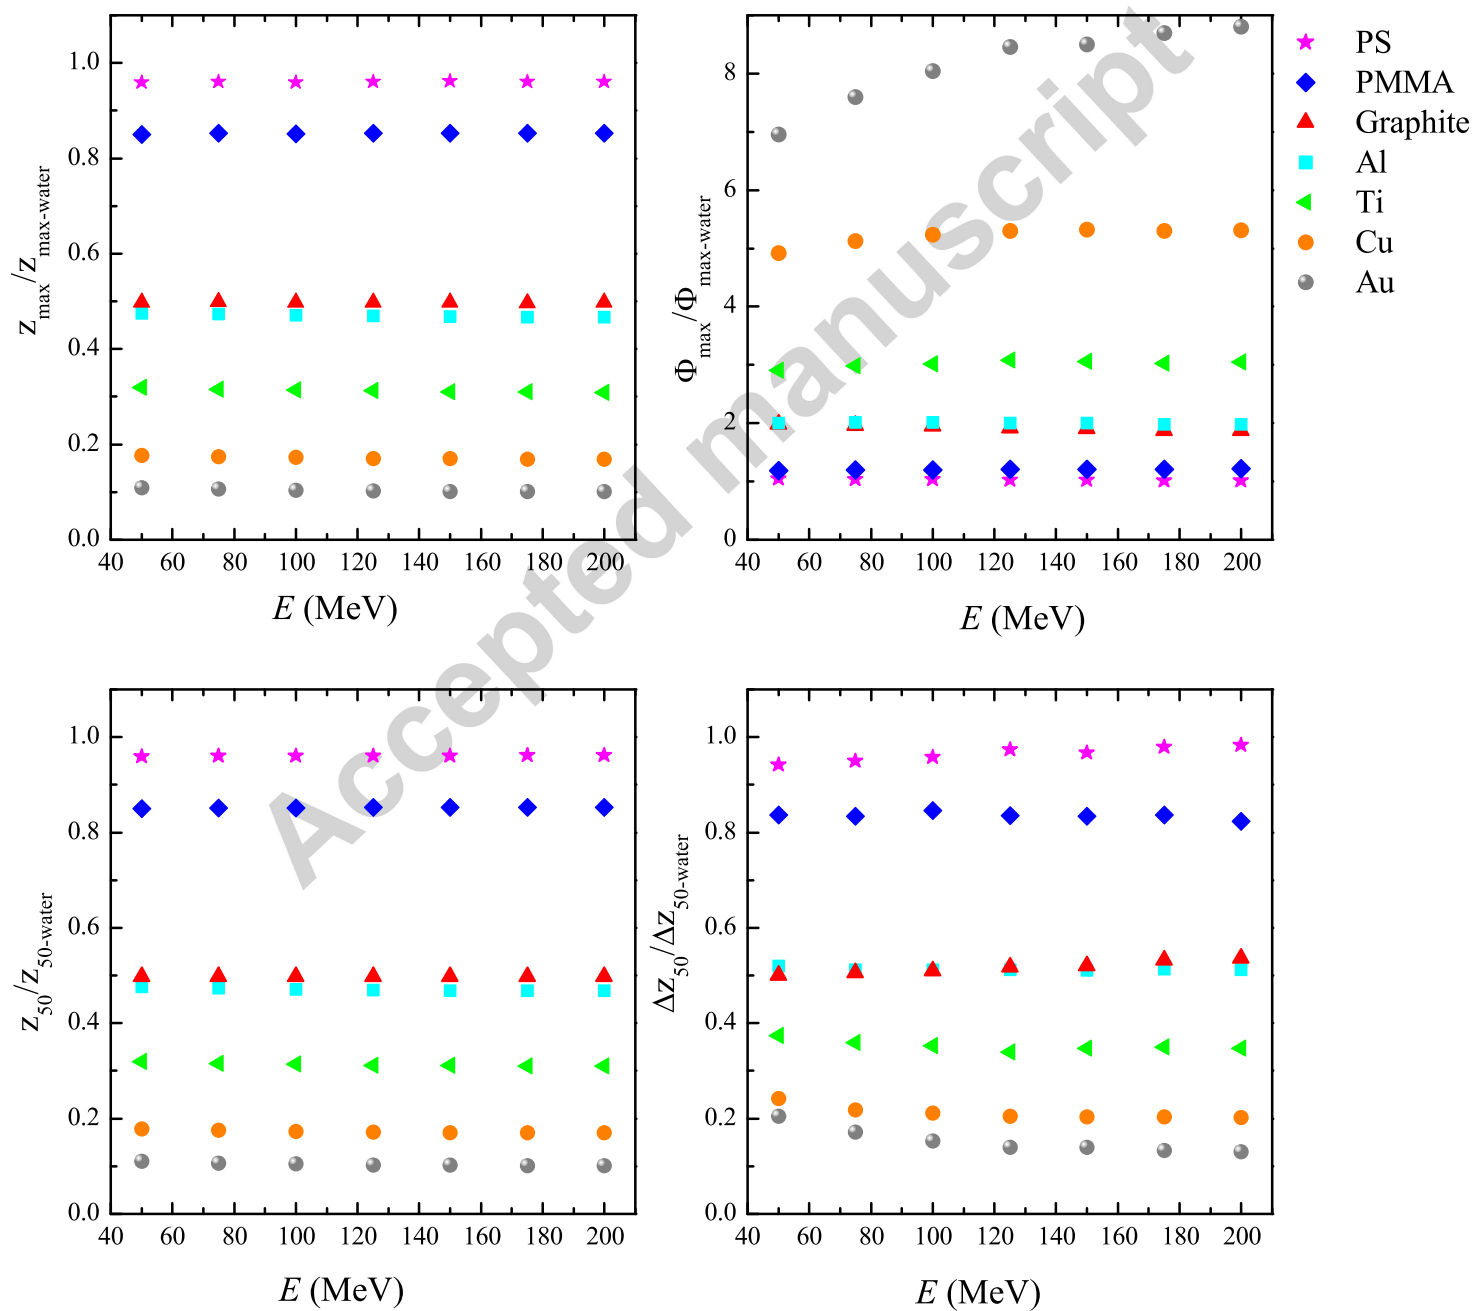 1.0
0.8
0.6
0.4
0.2
0.0
40 60 80 100 120 140 160 180 200
z_max/z_max-water
E (MeV)
8
6
4
2
0
40 60 80 100 120 140 160 180 200
Φ_max/Φ_max-water
E (MeV)
PS
PMMA
Graphite
Al
Ti
Cu
Au
Accepted manuscript
1.0
0.8
0.6
0.4
0.2
0.0
40 60 80 100 120 140 160 180 200
z_50/z_50-water
E (MeV)
1.0
0.8
0.6
0.4
0.2
0.0
40 60 80 100 120 140 160 180 200
Δz_50/Δz_50-water
E (MeV)